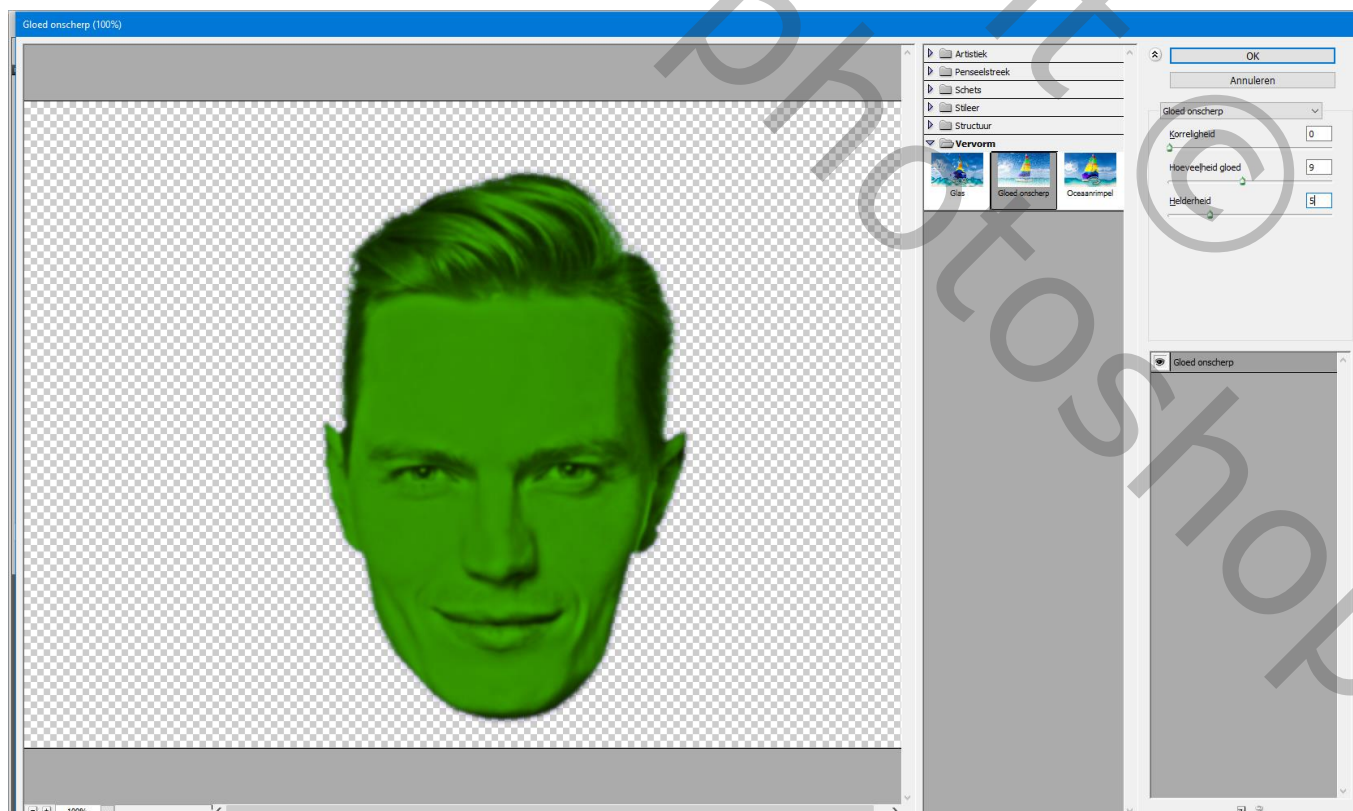 Gloed onscherp (100%)
Artistiek
Penseelstreek
Schets
Stileer
Structuur
Vervorm
Glas
Gloed onscherp
Oceaanrimpel
OK
Annuleren
Gloed onscherp
Korreligheid 0
Hoeveelheid gloed 9
Helderheid 5
Gloed onscherp
100%
it © photoshop